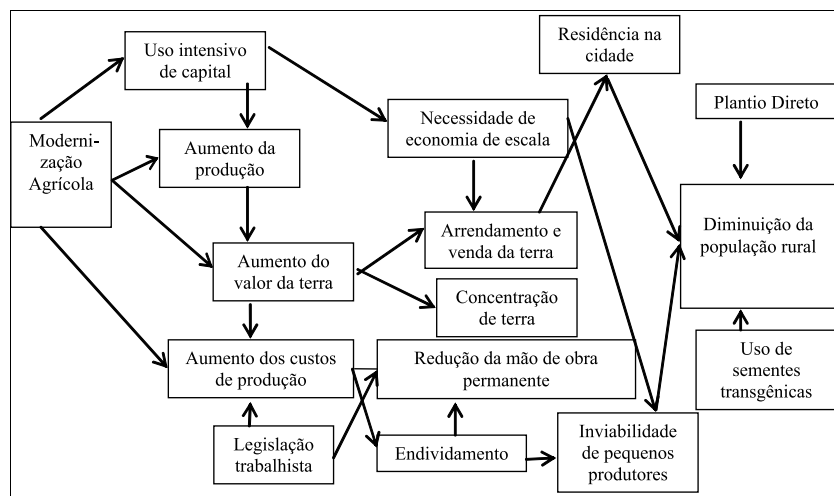 Uso intensivo
de capital
Residência na
cidade
Plantio Direto
Necessidade de
economia de escala
Moderni-
zação
Agrícola
Aumento da
produção
Arrendamento e
venda da terra
Diminuição da
população rural
Aumento do
valor da terra
Concentração
de terra
Aumento dos custos
de produção
Redução da mão de obra
permanente
Uso de
sementes
transgênicas
Legislação
trabalhista
Endividamento
Inviabilidade
de pequenos
produtores